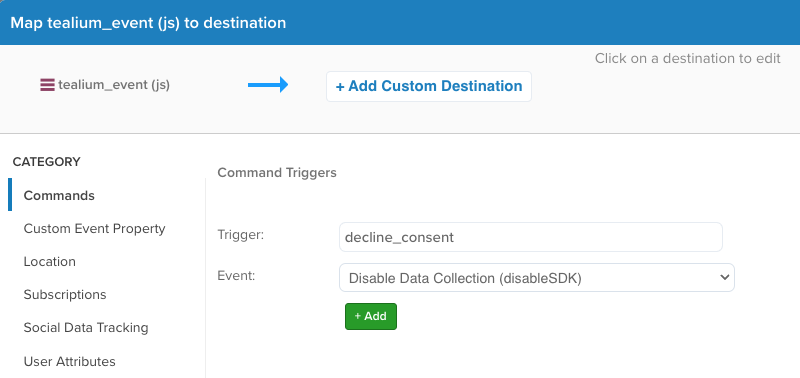 Map tealium_event (js) to destination
Click on a destination to edit
tealium_event (js)
+ Add Custom Destination
CATEGORY
Commands
Custom Event Property
Location
Subscriptions
Social Data Tracking
User Attributes
Command Triggers
Trigger:
decline_consent
Event:
Disable Data Collection (disableSDK)
+ Add